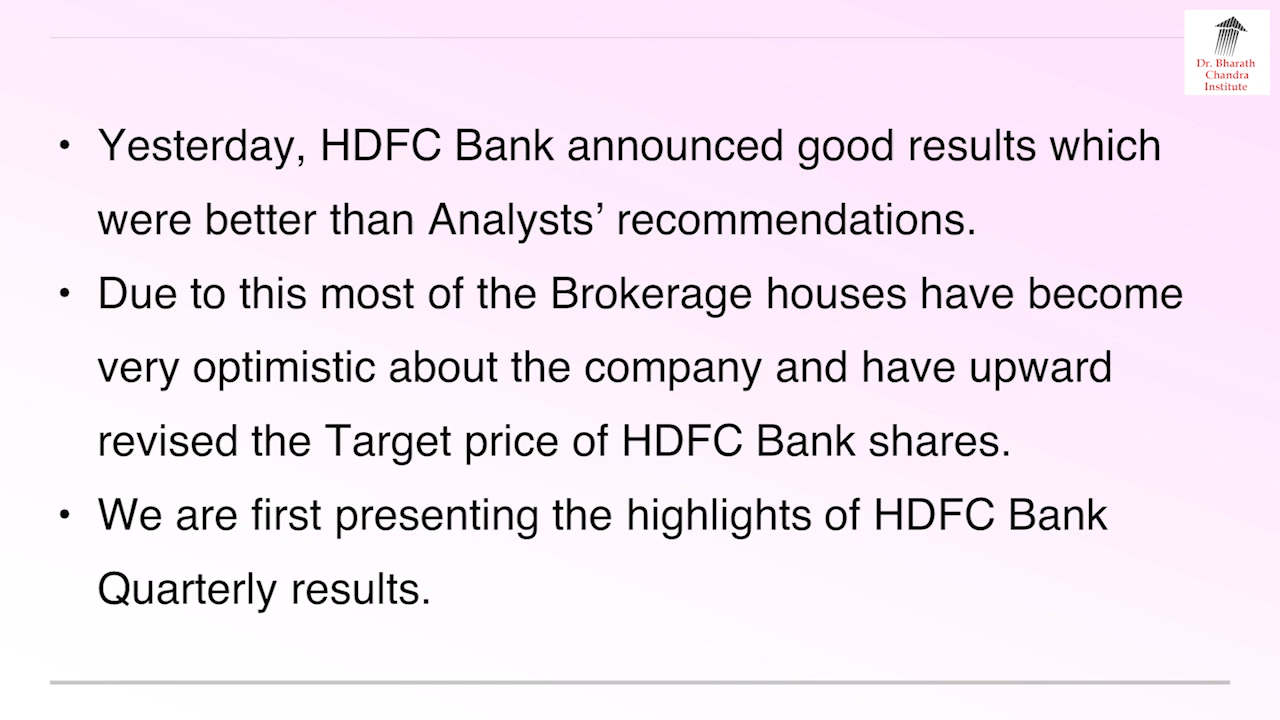 Dr. Bharath
Chandra
Institute
• Yesterday, HDFC Bank announced good results which
were better than Analysts’ recommendations.
• Due to this most of the Brokerage houses have become
very optimistic about the company and have upward
revised the Target price of HDFC Bank shares.
• We are first presenting the highlights of HDFC Bank
Quarterly results.